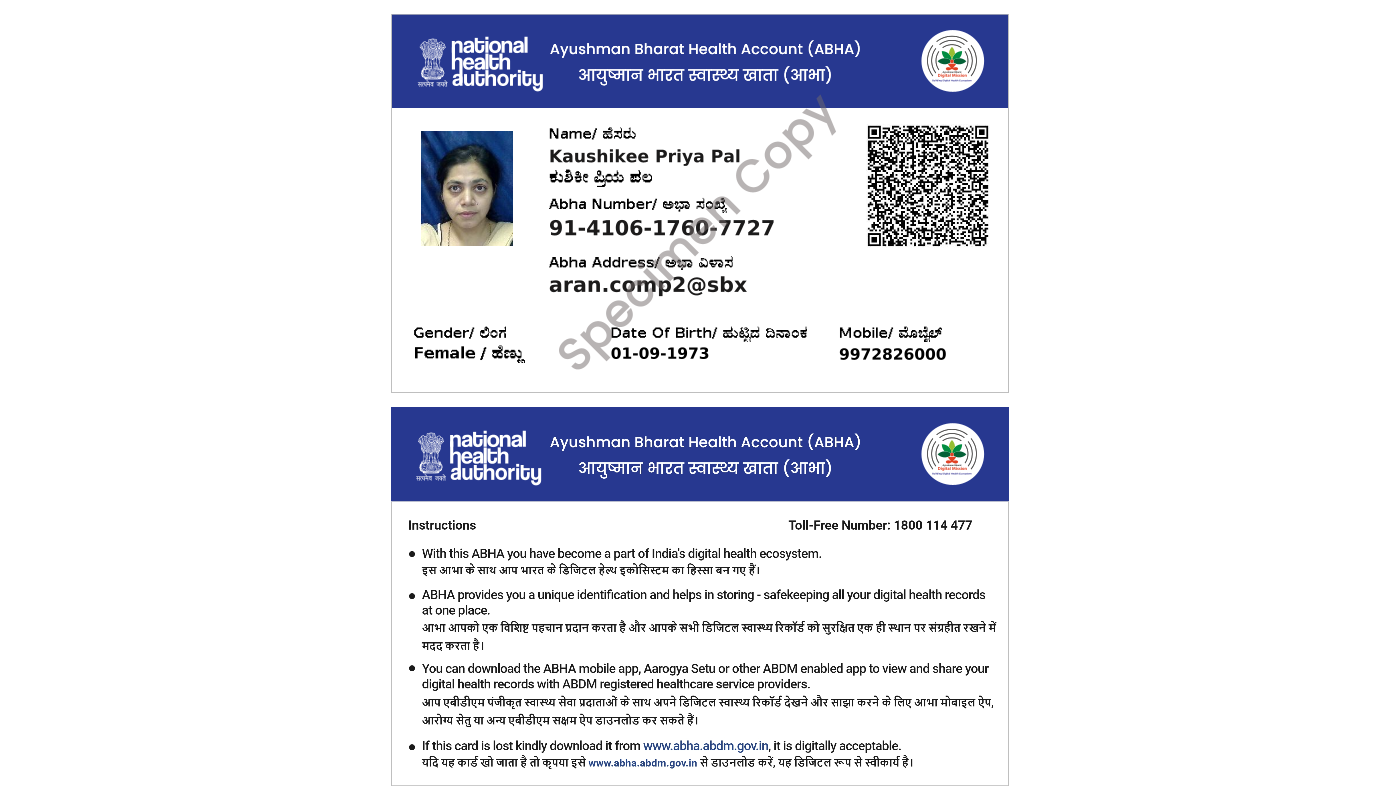 national
health
authority
सत्यमेव जयते
Ayushman Bharat Health Account (ABHA)
आयुष्मान भारत स्वास्थ्य खाता (आभा)
Digital Mission
Name/ ಹೆಸರು
Kaushikee Priya Pal
ಕುಶಿಕೀ ಪ್ರಿಯ ಪಲ
Abha Number/ ಅಭಾ ಸಂಖ್ಯೆ
91-4106-1760-7727
Abha Address/ ಅಭಾ ವಿಳಾಸ
aran.comp2@sbx
Gender/ ಲಿಂಗ
Female / ಹೆಣ್ಣು
Date Of Birth/ ಹುಟ್ಟಿದ ದಿನಾಂಕ
01-09-1973
Mobile/ ಮೊಬೈಲ್
9972826000
Specimen Copy
national
health
authority
सत्यमेव जयते
Ayushman Bharat Health Account (ABHA)
आयुष्मान भारत स्वास्थ्य खाता (आभा)
Digital Mission
Instructions
Toll-Free Number: 1800 114 477
With this ABHA you have become a part of India's digital health ecosystem.
इस आभा के साथ आप भारत के डिजिटल हेल्थ इकोसिस्टम का हिस्सा बन गए हैं।
ABHA provides you a unique identification and helps in storing - safekeeping all your digital health records
at one place.
आभा आपको एक विशिष्ट पहचान प्रदान करता है और आपके सभी डिजिटल स्वास्थ्य रिकॉर्ड को सुरक्षित एक ही स्थान पर संग्रहीत रखने में
मदद करता है।
You can download the ABHA mobile app, Aarogya Setu or other ABDM enabled app to view and share your
digital health records with ABDM registered healthcare service providers.
आप एबीडीएम पंजीकृत स्वास्थ्य सेवा प्रदाताओं के साथ अपने डिजिटल स्वास्थ्य रिकॉर्ड देखने और साझा करने के लिए आभा मोबाइल ऐप,
आरोग्य सेतु या अन्य एबीडीएम सक्षम ऐप डाउनलोड कर सकते हैं।
If this card is lost kindly download it from www.abha.abdm.gov.in, it is digitally acceptable.
यदि यह कार्ड खो जाता है तो कृपया इसे www.abha.abdm.gov.in से डाउनलोड करें, यह डिजिटल रूप से स्वीकार्य है।